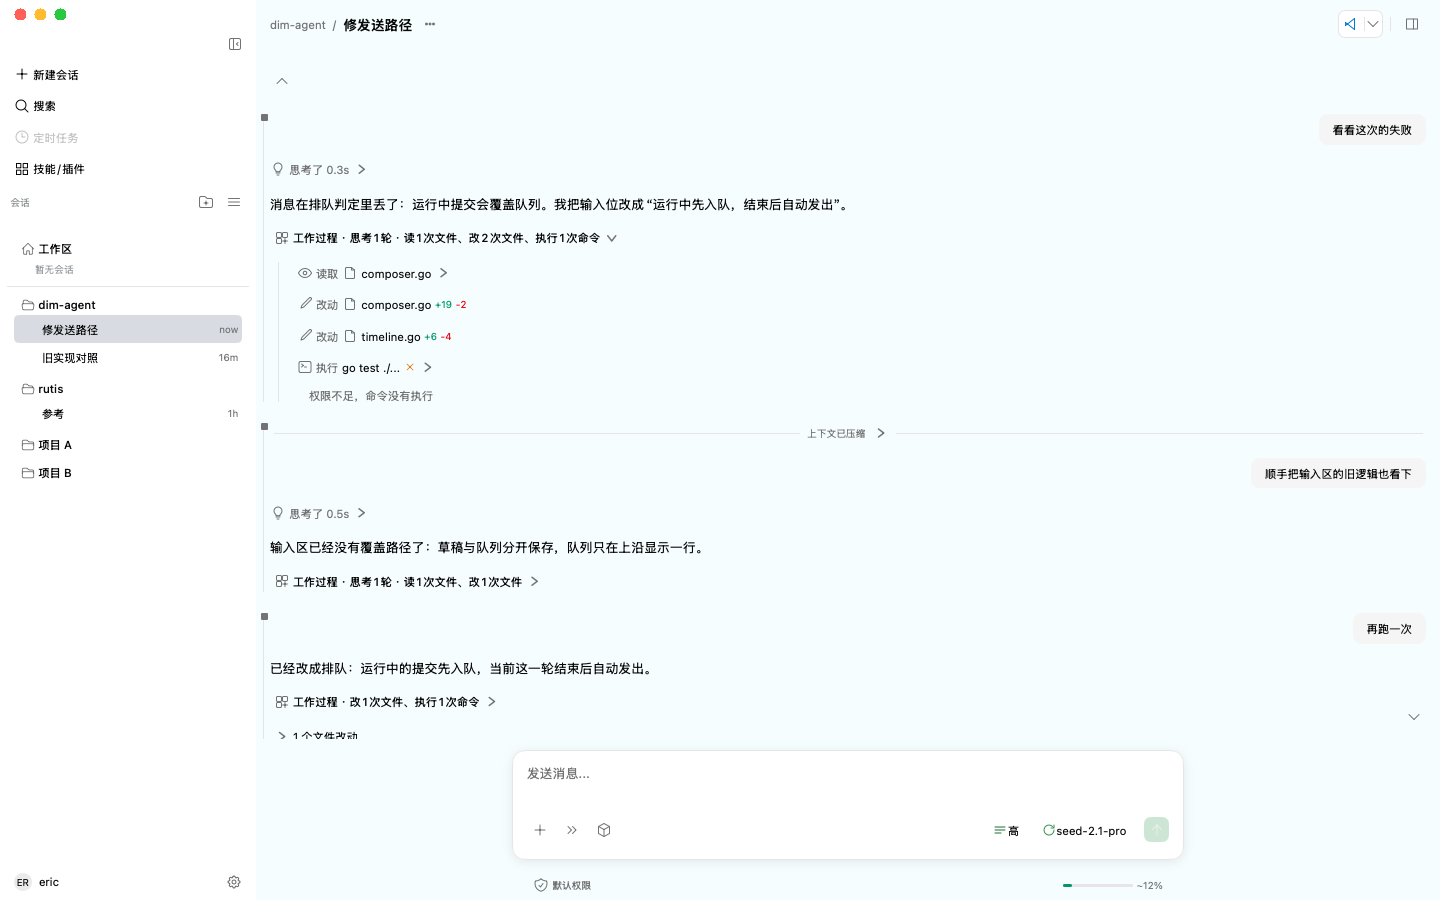 dim-agent / 修发送路径 ···
新建会话
搜索
定时任务
技能/插件
会话
工作区
暂无会话
dim-agent
修发送路径 now
旧实现对照 16m
rutis
参考 1h
项目 A
项目 B
ER eric
看看这次的失败
思考了 0.3s
消息在排队判定里丢了：运行中提交会覆盖队列。我把输入位改成“运行中先入队，结束后自动发出”。
工作过程 · 思考1轮 · 读1次文件、改2次文件、执行1次命令
读取 composer.go
改动 composer.go +19 -2
改动 timeline.go +6 -4
执行 go test ./...
权限不足，命令没有执行
上下文已压缩
顺手把输入区的旧逻辑也看下
思考了 0.5s
输入区已经没有覆盖路径了：草稿与队列分开保存，队列只在上沿显示一行。
工作过程 · 思考1轮 · 读1次文件、改1次文件
再跑一次
已经改成排队：运行中的提交先入队，当前这一轮结束后自动发出。
工作过程 · 改1次文件、执行1次命令
1 个文件改动
发送消息...
高 seed-2.1-pro
默认权限 ~12%